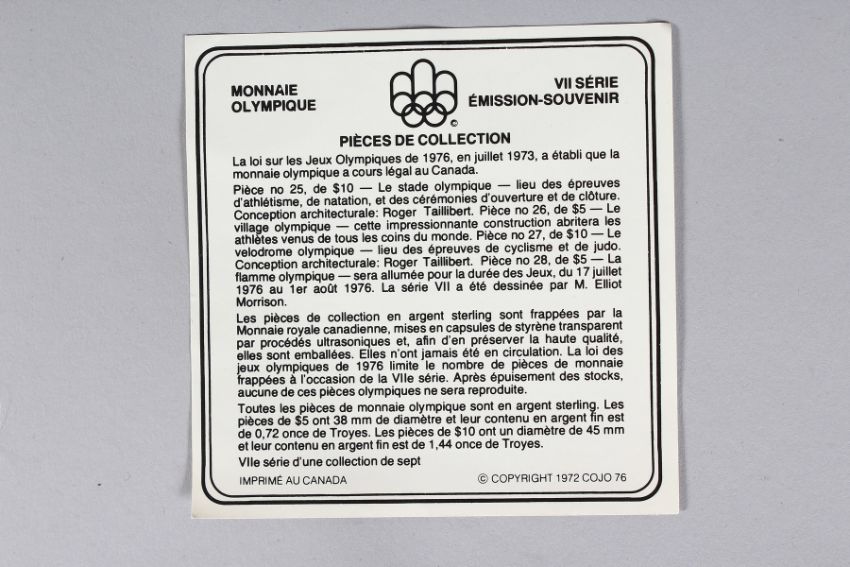 MONNAIE
OLYMPIQUE
VII SÉRIE
ÉMISSION-SOUVENIR
©
PIÈCES DE COLLECTION
La loi sur les Jeux Olympiques de 1976, en juillet 1973, a établi que la
monnaie olympique a cours légal au Canada.
Pièce no 25, de $10 — Le stade olympique — lieu des épreuves
d'athlétisme, de natation, et des cérémonies d'ouverture et de clôture.
Conception architecturale: Roger Taillibert. Pièce no 26, de $5 — Le
village olympique — cette impressionnante construction abritera les
athlètes venus de tous les coins du monde. Pièce no 27, de $10 — Le
velodrome olympique — lieu des épreuves de cyclisme et de judo.
Conception architecturale: Roger Taillibert. Pièce no 28, de $5 — La
flamme olympique — sera allumée pour la durée des Jeux, du 17 juillet
1976 au 1er août 1976. La série VII a été dessinée par M. Elliot
Morrison.
Les pièces de collection en argent sterling sont frappées par la
Monnaie royale canadienne, mises en capsules de styrène transparent
par procédés ultrasoniques et, afin d'en préserver la haute qualité,
elles sont emballées. Elles n'ont jamais été en circulation. La loi des
jeux olympiques de 1976 limite le nombre de pièces de monnaie
frappées à l'occasion de la VIIe série. Après épuisement des stocks,
aucune de ces pièces olympiques ne sera reproduite.
Toutes les pièces de monnaie olympique sont en argent sterling. Les
pièces de $5 ont 38 mm de diamètre et leur contenu en argent fin est
de 0,72 once de Troyes. Les pièces de $10 ont un diamètre de 45 mm
et leur contenu en argent fin est de 1,44 once de Troyes.
VIIe série d'une collection de sept
IMPRIMÉ AU CANADA
© COPYRIGHT 1972 COJO 76